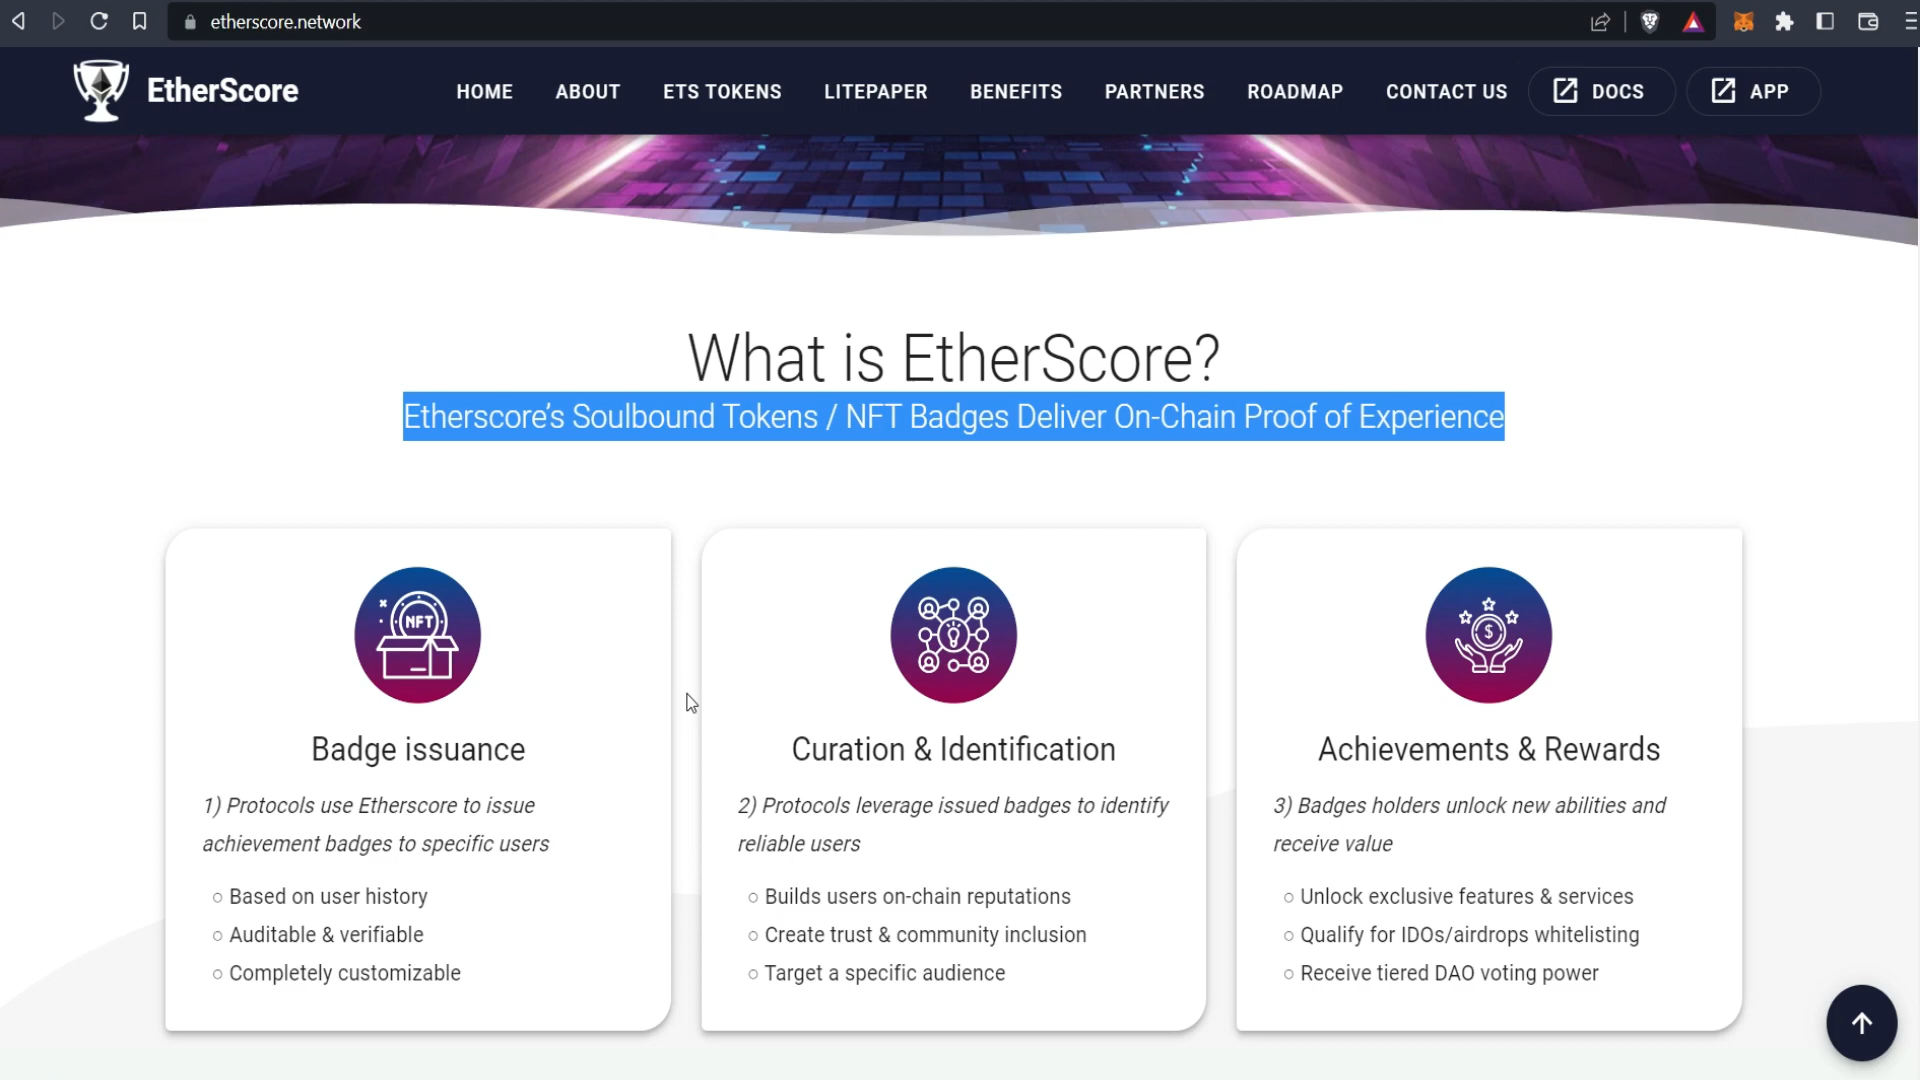 etherscore.network
EtherScore
HOME ABOUT ETS TOKENS LITEPAPER BENEFITS PARTNERS ROADMAP CONTACT US DOCS APP
What is EtherScore?
Etherscore’s Soulbound Tokens / NFT Badges Deliver On-Chain Proof of Experience
NFT
$
Badge issuance
1) Protocols use Etherscore to issue
achievement badges to specific users
○ Based on user history
○ Auditable & verifiable
○ Completely customizable
Curation & Identification
2) Protocols leverage issued badges to identify
reliable users
○ Builds users on-chain reputations
○ Create trust & community inclusion
○ Target a specific audience
Achievements & Rewards
3) Badges holders unlock new abilities and
receive value
○ Unlock exclusive features & services
○ Qualify for IDOs/airdrops whitelisting
○ Receive tiered DAO voting power